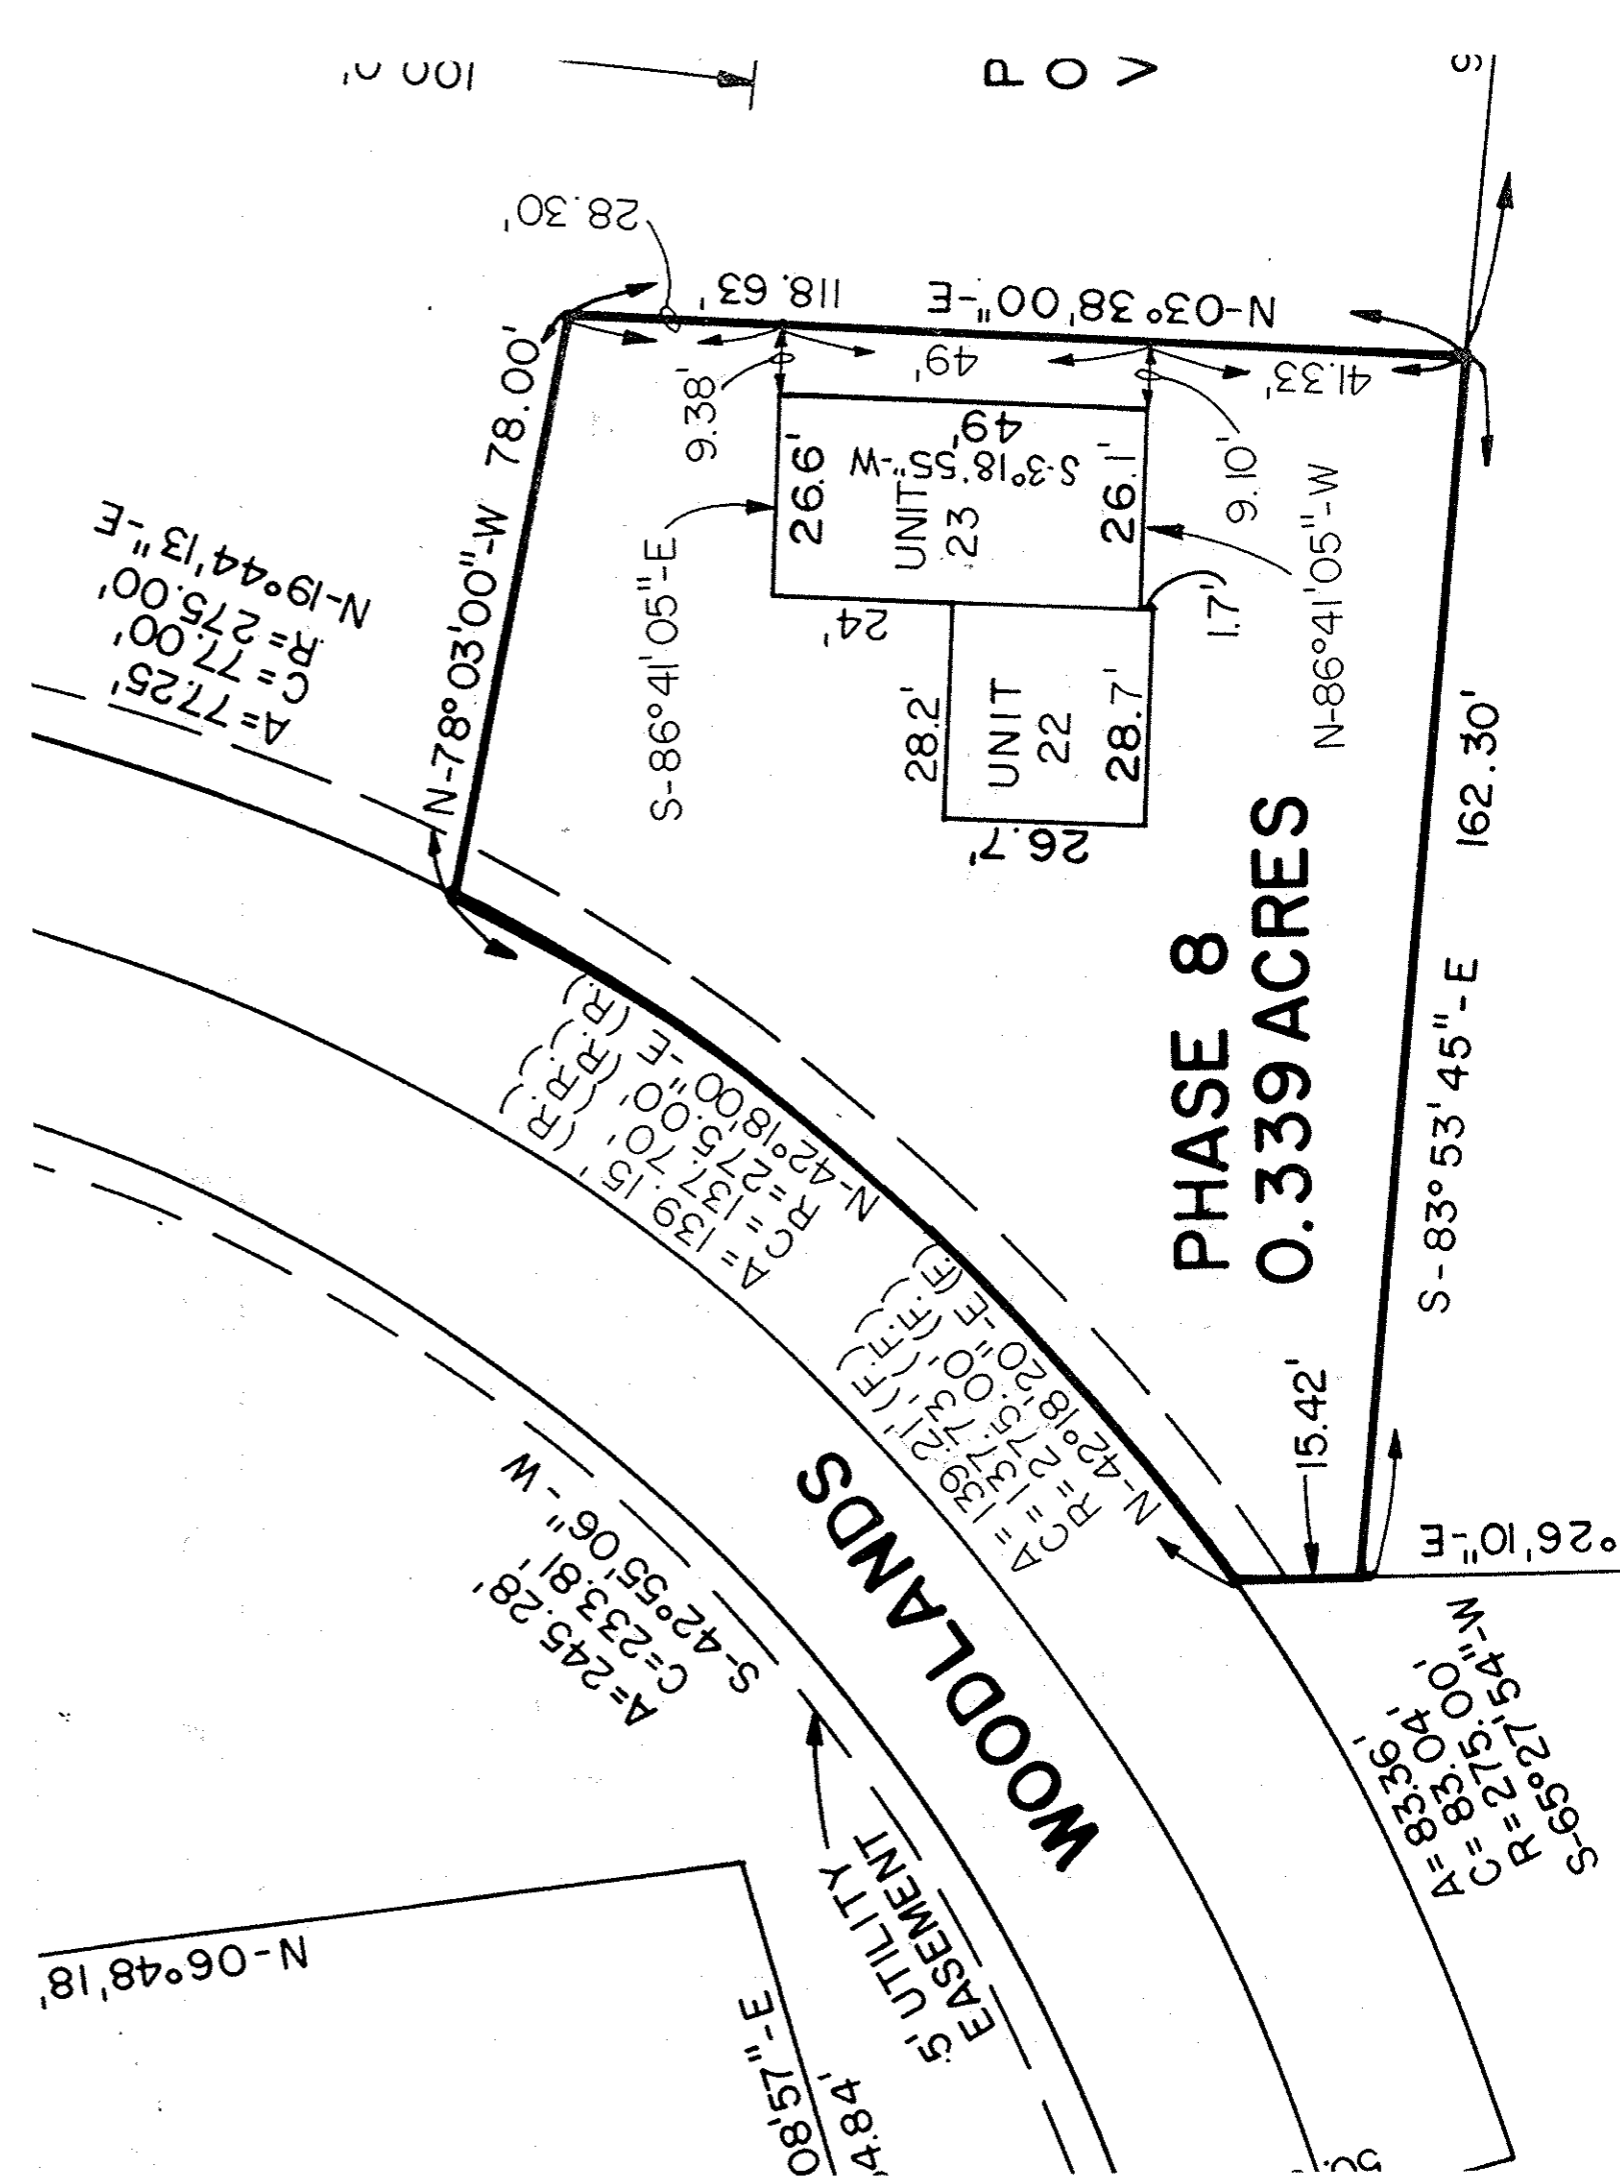 100.0'
P
O
V
28.30'
118.63'
N-03°38'00"-E
N-78°03'00"-W 78.00'
49'
41.33'
9.38'
49'
S-3°18'55"-W
26.6'
UNIT
23
26.1'
9.10'
S-86°41'05"-E
N-86°41'05"-W
24'
1.7'
28.2'
UNIT
22
28.7'
26.7'
N-19°44'13"-E
R=275.00'
C=77.00'
A=77.25'
162.30'
S-83°53'45"-E
PHASE 8
0.339 ACRES
15.42'
A=139.15' (R.R.)
C=137.70' (R.R.)
R=275.00'
N-42°18'00"-E (R.R.)
A=139.21' (F.F.)
C=137.73' (F.F.)
R=275.00'
N-42°18'20"-E (F.
WOODLANDS
A=245.28'
C=233.81'
S-42°55'06"-W
°26'10"-E
A=83.36'
C=83.04'
R=275.00'
S-65°27'54"-W
5' UTILITY
EASEMENT
N-06°48'18'
08'57"-E
4.84'
50.